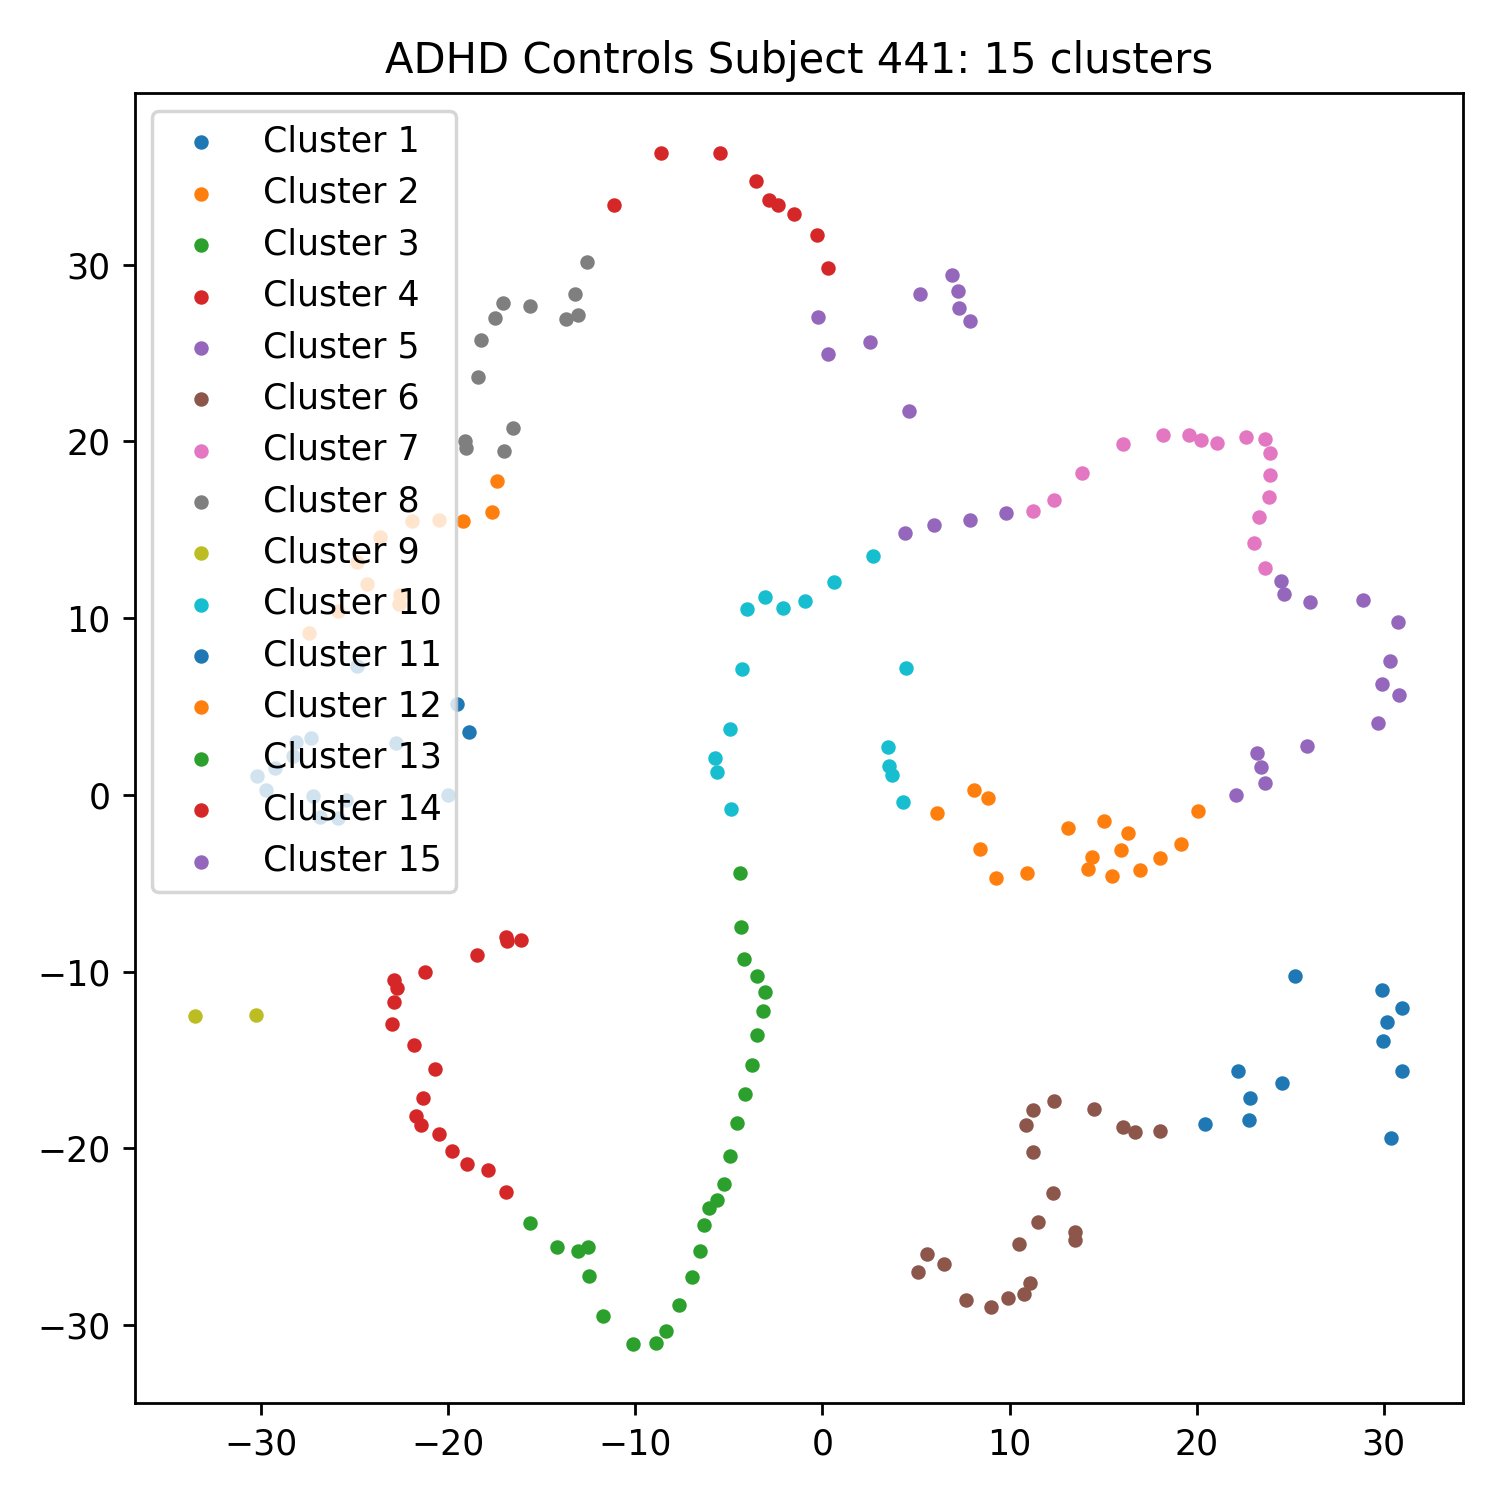 ADHD Controls Subject 441: 15 clusters
Cluster 1
Cluster 2
Cluster 3
Cluster 4
Cluster 5
Cluster 6
Cluster 7
Cluster 8
Cluster 9
Cluster 10
Cluster 11
Cluster 12
Cluster 13
Cluster 14
Cluster 15
30
20
10
0
−10
−20
−30
−30 −20 −10 0 10 20 30